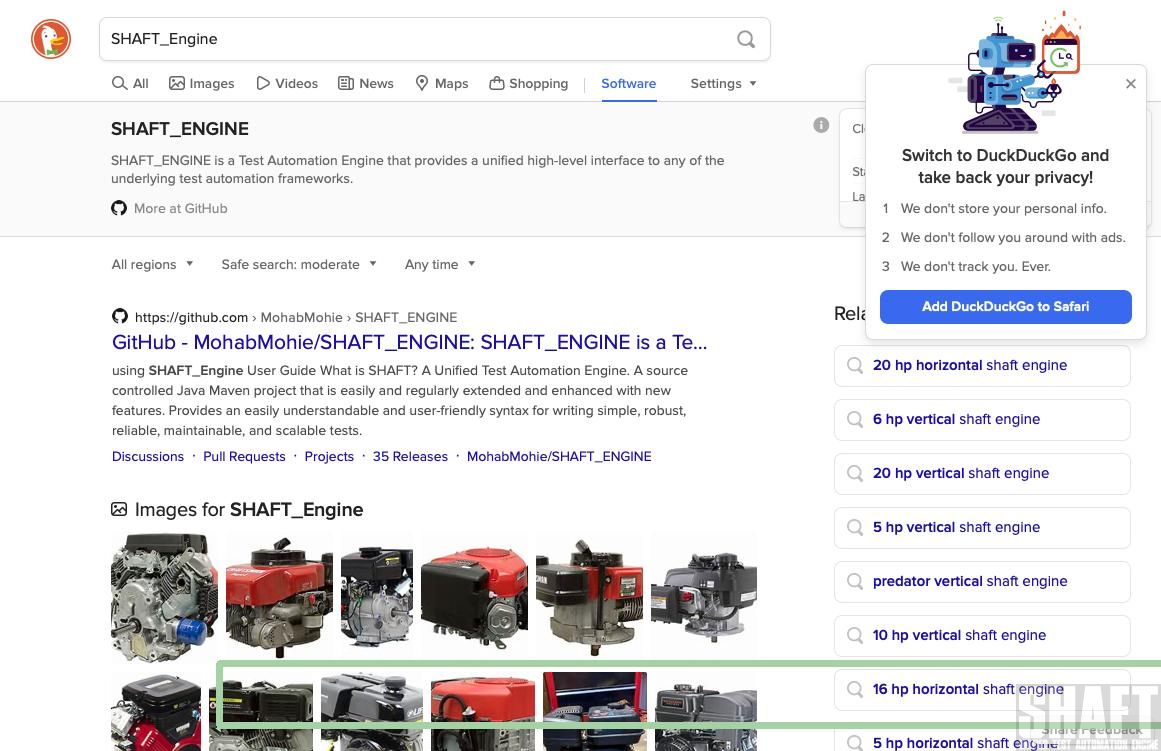 SHAFT_Engine
All
Images
Videos
News
Maps
Shopping
Software
Settings
SHAFT_ENGINE
SHAFT_ENGINE is a Test Automation Engine that provides a unified high-level interface to any of the
underlying test automation frameworks.
More at GitHub
Switch to DuckDuckGo and
take back your privacy!
1 We don't store your personal info.
2 We don't follow you around with ads.
3 We don't track you. Ever.
Add DuckDuckGo to Safari
All regions
Safe search: moderate
Any time
https://github.com › MohabMohie › SHAFT_ENGINE
GitHub - MohabMohie/SHAFT_ENGINE: SHAFT_ENGINE is a Te...
using SHAFT_Engine User Guide What is SHAFT? A Unified Test Automation Engine. A source
controlled Java Maven project that is easily and regularly extended and enhanced with new
features. Provides an easily understandable and user-friendly syntax for writing simple, robust,
reliable, maintainable, and scalable tests.
Discussions · Pull Requests · Projects · 35 Releases · MohabMohie/SHAFT_ENGINE
Images for SHAFT_Engine
20 hp horizontal shaft engine
6 hp vertical shaft engine
20 hp vertical shaft engine
5 hp vertical shaft engine
predator vertical shaft engine
10 hp vertical shaft engine
16 hp horizontal shaft engine
5 hp horizontal shaft engine
Share Feedback
SHAFT